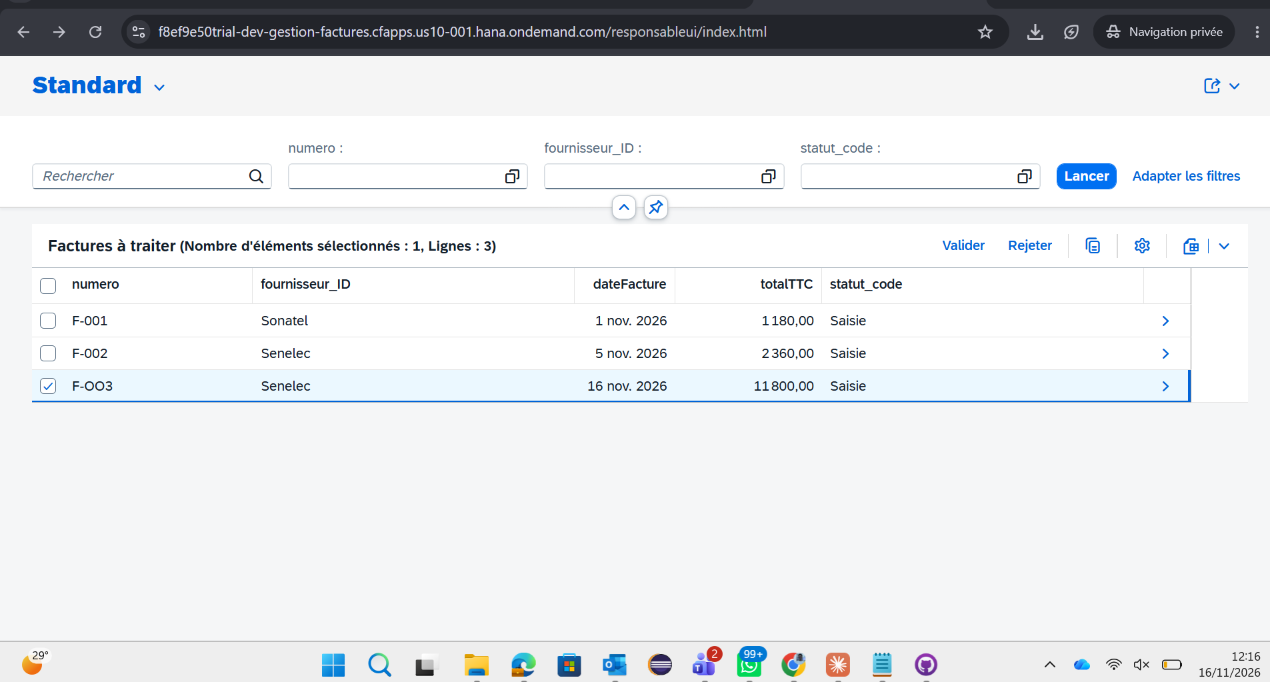 f8ef9e50trial-dev-gestion-factures.cfapps.us10-001.hana.ondemand.com/responsableui/index.html
Navigation privée
Standard
numero :
fournisseur_ID :
statut_code :
Rechercher
Lancer
Adapter les filtres
Factures à traiter (Nombre d'éléments sélectionnés : 1, Lignes : 3)
Valider
Rejeter
numero fournisseur_ID dateFacture totalTTC statut_code
F-001 Sonatel 1 nov. 2026 1 180,00 Saisie
F-002 Senelec 5 nov. 2026 2 360,00 Saisie
F-OO3 Senelec 16 nov. 2026 11 800,00 Saisie
29°
2
99+
12:16
16/11/2026